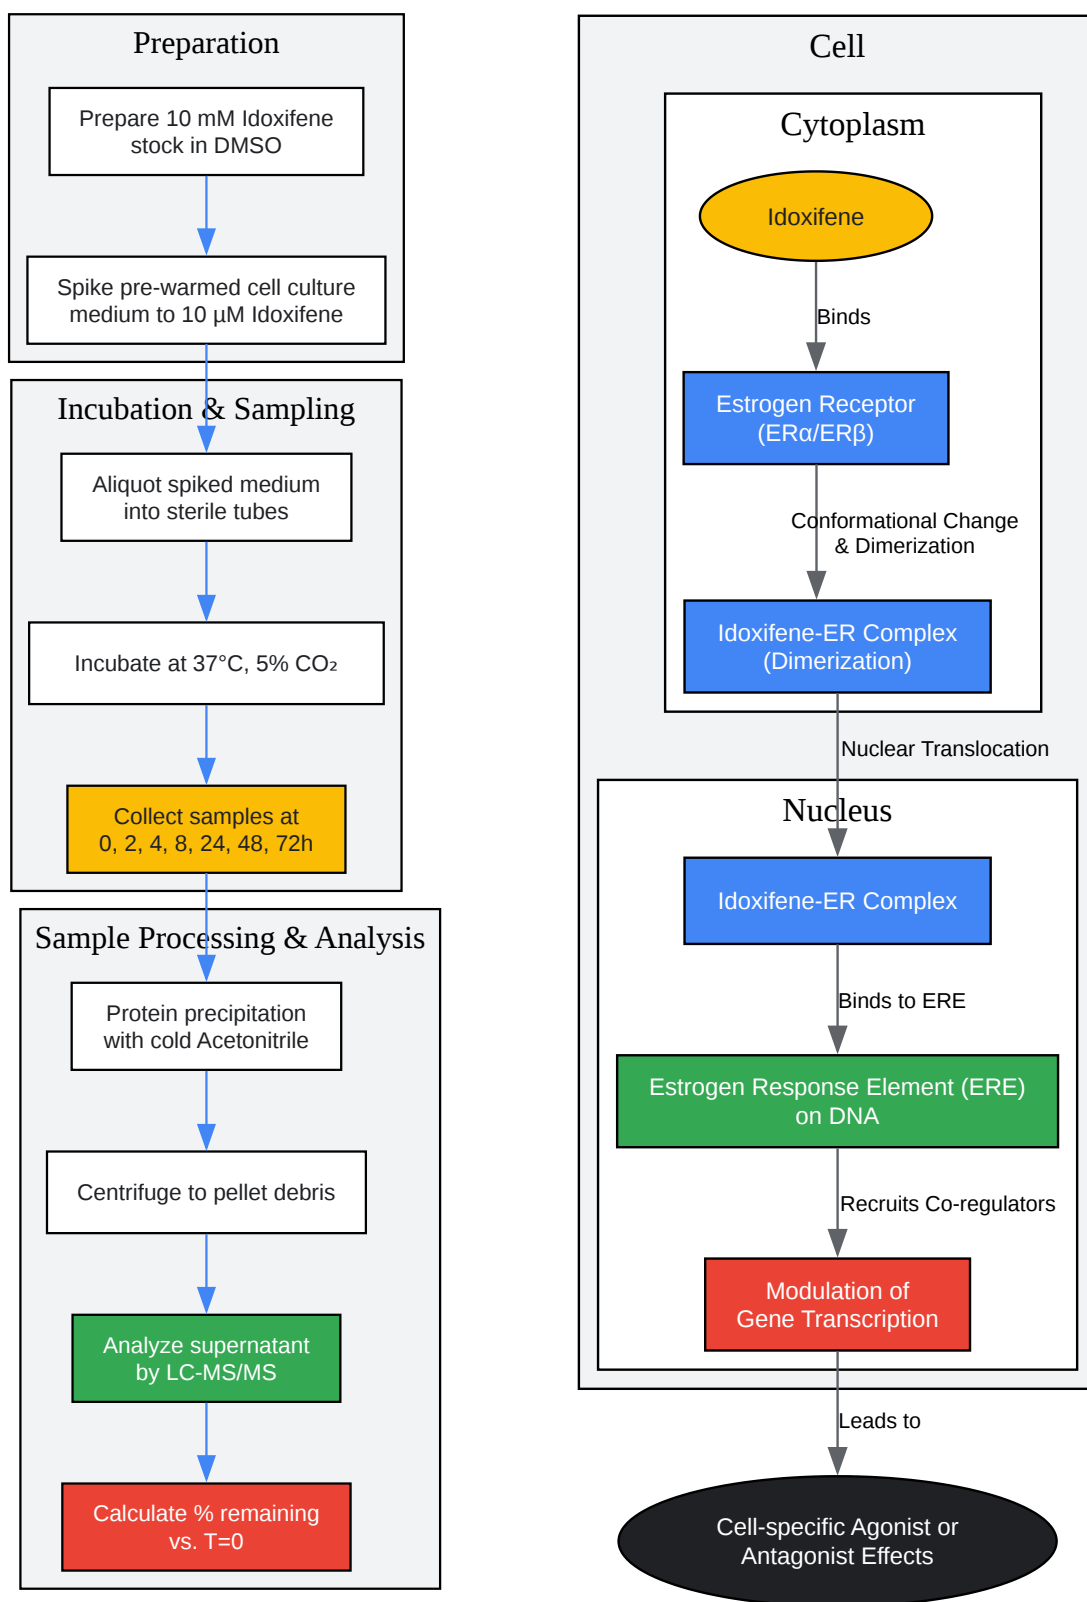 Preparation
Prepare 10 mM Idoxifene
stock in DMSO
Spike pre-warmed cell culture
medium to 10 µM Idoxifene
Incubation & Sampling
Aliquot spiked medium
into sterile tubes
Incubate at 37°C, 5% CO₂
Collect samples at
0, 2, 4, 8, 24, 48, 72h
Sample Processing & Analysis
Protein precipitation
with cold Acetonitrile
Centrifuge to pellet debris
Analyze supernatant
by LC-MS/MS
Calculate % remaining
vs. T=0
Cell
Cytoplasm
Idoxifene
Binds
Estrogen Receptor
(ERα/ERβ)
Conformational Change
& Dimerization
Idoxifene-ER Complex
(Dimerization)
Nuclear Translocation
Nucleus
Idoxifene-ER Complex
Binds to ERE
Estrogen Response Element (ERE)
on DNA
Recruits Co-regulators
Modulation of
Gene Transcription
Leads to
Cell-specific Agonist or
Antagonist Effects